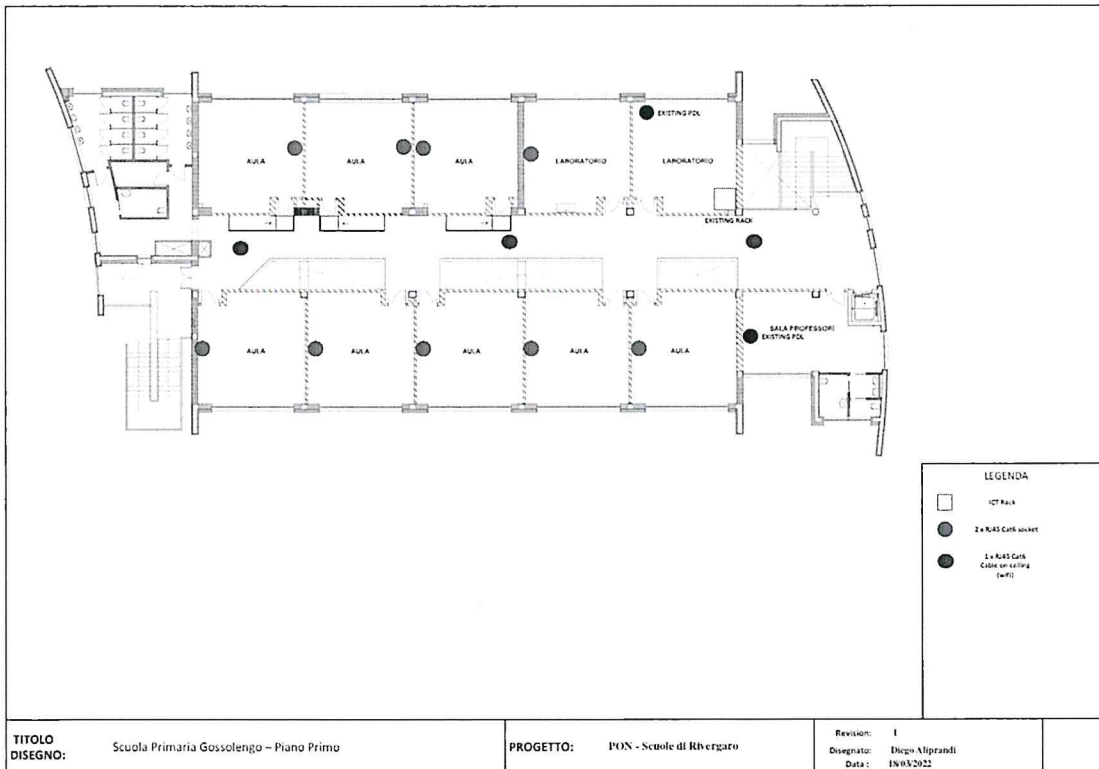 EXISTING PDL
AULA
AULA
AULA
LABORATORIO
LABORATORIO
EXISTING RACK
SALA PROFESSORI
EXISTING PDL
AULA
AULA
AULA
AULA
AULA
LEGENDA
ICT Rack
2 x RJ45 Cat6 socket
1 x RJ45 Cat6
Cable on ceiling
(wifi)
TITOLO
DISEGNO:
Scuola Primaria Gossolengo – Piano Primo
PROGETTO:
PON - Scuole di Rivergaro
Revision: 1
Disegnato: Diego Aliprandi
Data : 18/03/2022